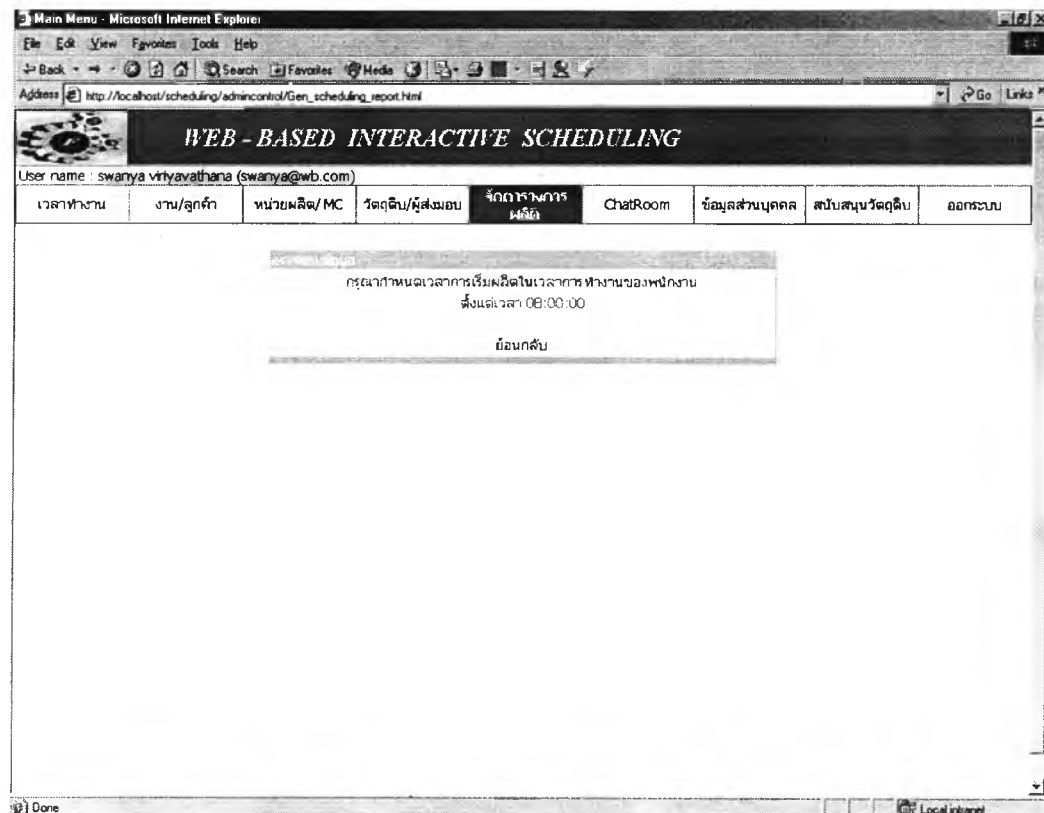 Main Menu - Microsoft Internet Explorer
File Edit View Favorites Tools Help
Back Search Favorites Media
Address http://localhost/scheduling/admincontrol/Gen_scheduling_report.html Go Links
WEB - BASED INTERACTIVE SCHEDULING
User name : swanya viriyavathana (swanya@wb.com)
เวลาทำงาน งาน/ลูกค้า หน่วยผลิต/ MC วัตถุดิบ/ผู้ส่งมอบ จัดตารางการผลิต ChatRoom ข้อมูลส่วนบุคคล สนับสนุนวัตถุดิบ ออกระบบ
กรุณากำหนดเวลาการเริ่มผลิตในเวลาการทำงานของพนักงาน
ตั้งแต่เวลา 08:00:00
ย้อนกลับ
Done Local intranet